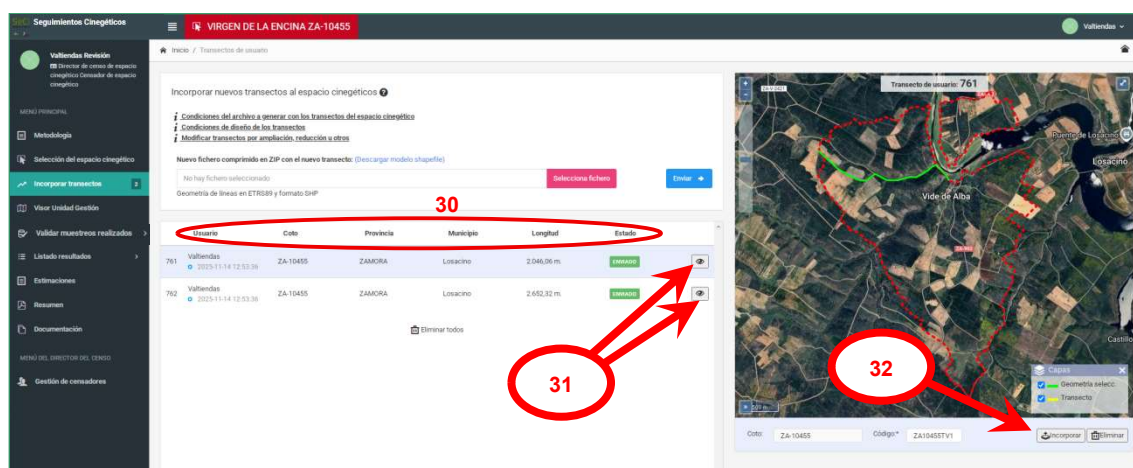 Seguimientos Cinegéticos
VIRGEN DE LA ENCINA ZA-10455
Valtiendas
Valtiendas Revisión
Director de censo de espacio
cinegético Censador de espacio
cinegético
Inicio / Transectos de usuario
MENÚ PRINCIPAL
Metodología
Selección del espacio cinegético
Incorporar transectos 2
Visor Unidad Gestión
Validar muestreos realizados
Listado resultados
Estimaciones
Resumen
Documentación
MENÚ DEL DIRECTOR DEL CENSO
Gestión de censadores
Incorporar nuevos transectos al espacio cinegéticos
Condiciones del archivo a generar con los transectos del espacio cinegético
Condiciones de diseño de los transectos
Modificar transectos por ampliación, reducción u otros
Nuevo fichero comprimido en ZIP con el nuevo transecto: (Descargar modelo shapefile)
No hay fichero seleccionado
Selecciona fichero
Enviar
Geometría de líneas en ETRS89 y formato SHP
30
Usuario Coto Provincia Municipio Longitud Estado
761 Valtiendas ZA-10455 ZAMORA Losacino 2.046,06 m. ENVIADO
2025-11-14 12:53:36
762 Valtiendas ZA-10455 ZAMORA Losacino 2.652,32 m. ENVIADO
2025-11-14 12:53:36
Eliminar todos
31
32
Transecto de usuario: 761
Puente de Losacino
Losacino
Vide de Alba
Castillo
Capas
Geometría selecc.
Transecto
500 m
Coto: ZA-10455 Código:* ZA10455TV1 Incorporar Eliminar